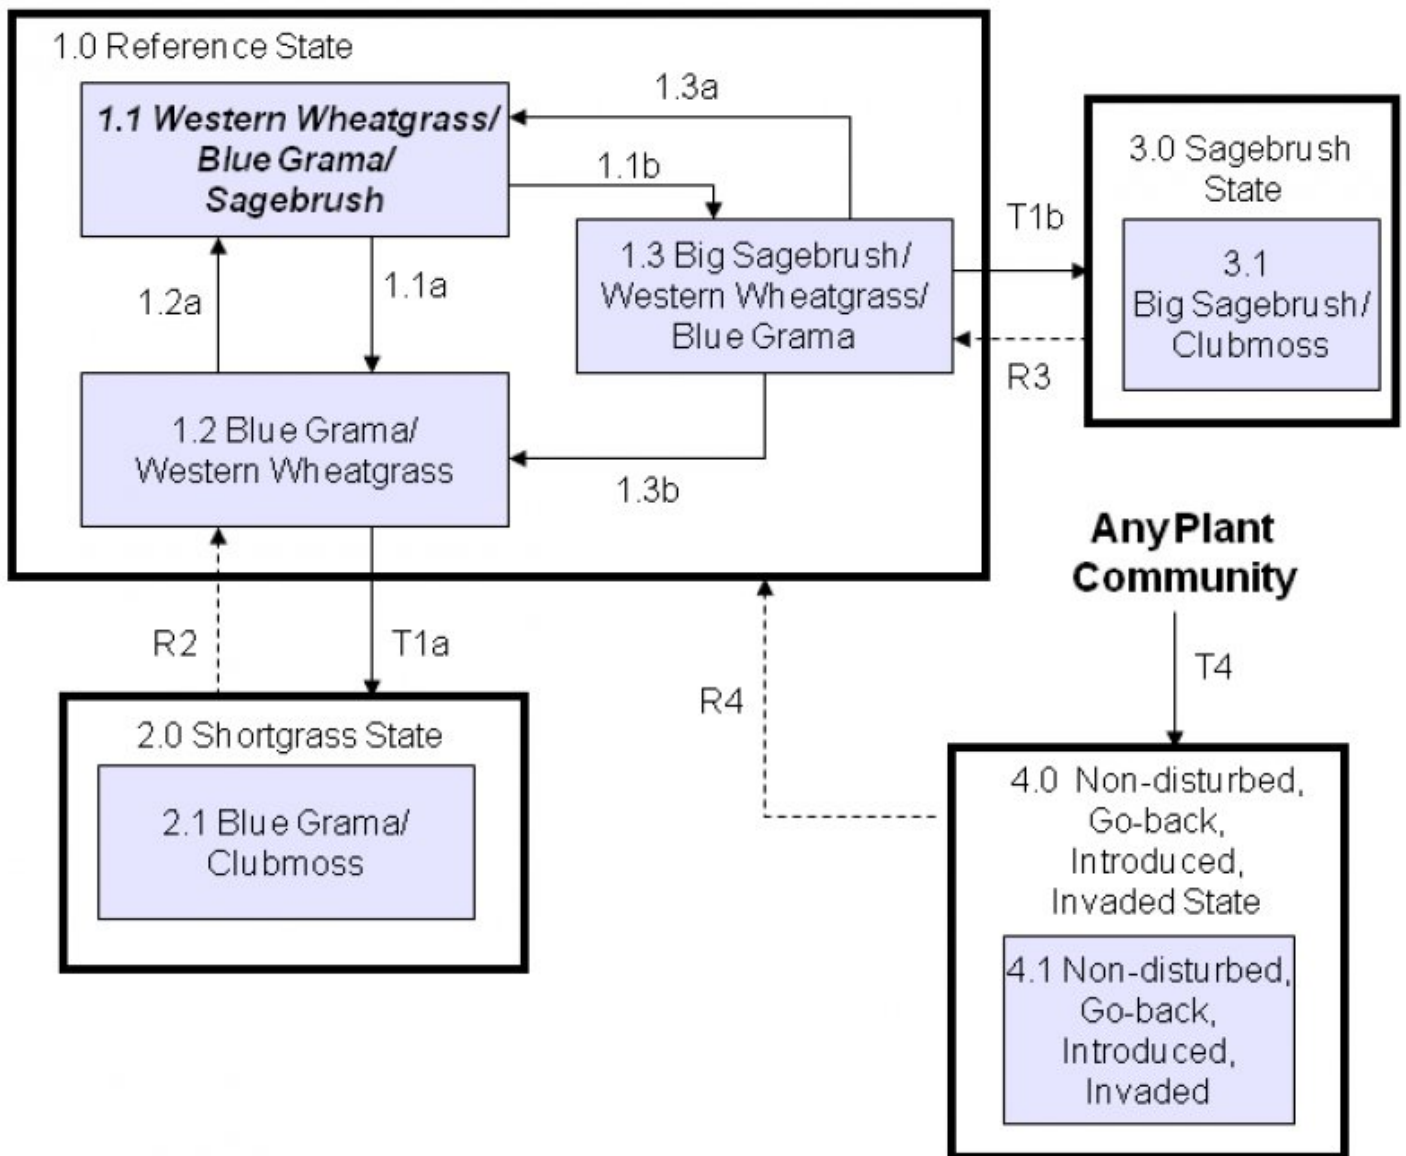 1.0 Reference State
1.1 Western Wheatgrass/
Blue Grama/
Sagebrush
1.3a
1.1b
1.3 Big Sagebrush/
Western Wheatgrass/
Blue Grama
1.2a
1.1a
1.2 Blue Grama/
Western Wheatgrass
1.3b
T1b
R3
3.0 Sagebrush
State
3.1
Big Sagebrush/
Clubmoss
R2
T1a
2.0 Shortgrass State
2.1 Blue Grama/
Clubmoss
R4
Any Plant
Community
T4
4.0 Non-disturbed,
Go-back,
Introduced,
Invaded State
4.1 Non-disturbed,
Go-back,
Introduced,
Invaded